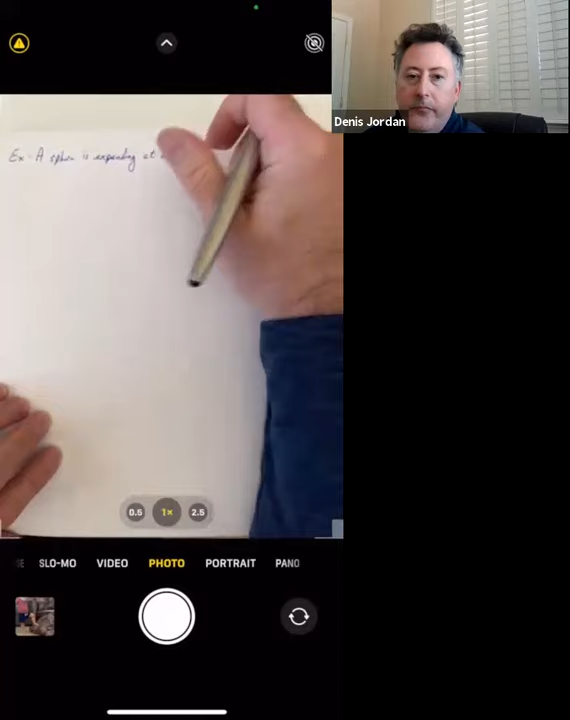 Denis Jordan
Ex - A sphere is expanding at
0.5 1× 2.5
SLO-MO VIDEO PHOTO PORTRAIT PANO